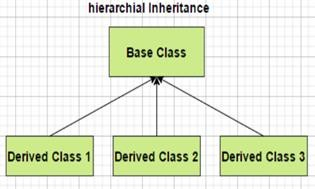 hierarchial Inheritance
Base Class
Derived Class 1
Derived Class 2
Derived Class 3